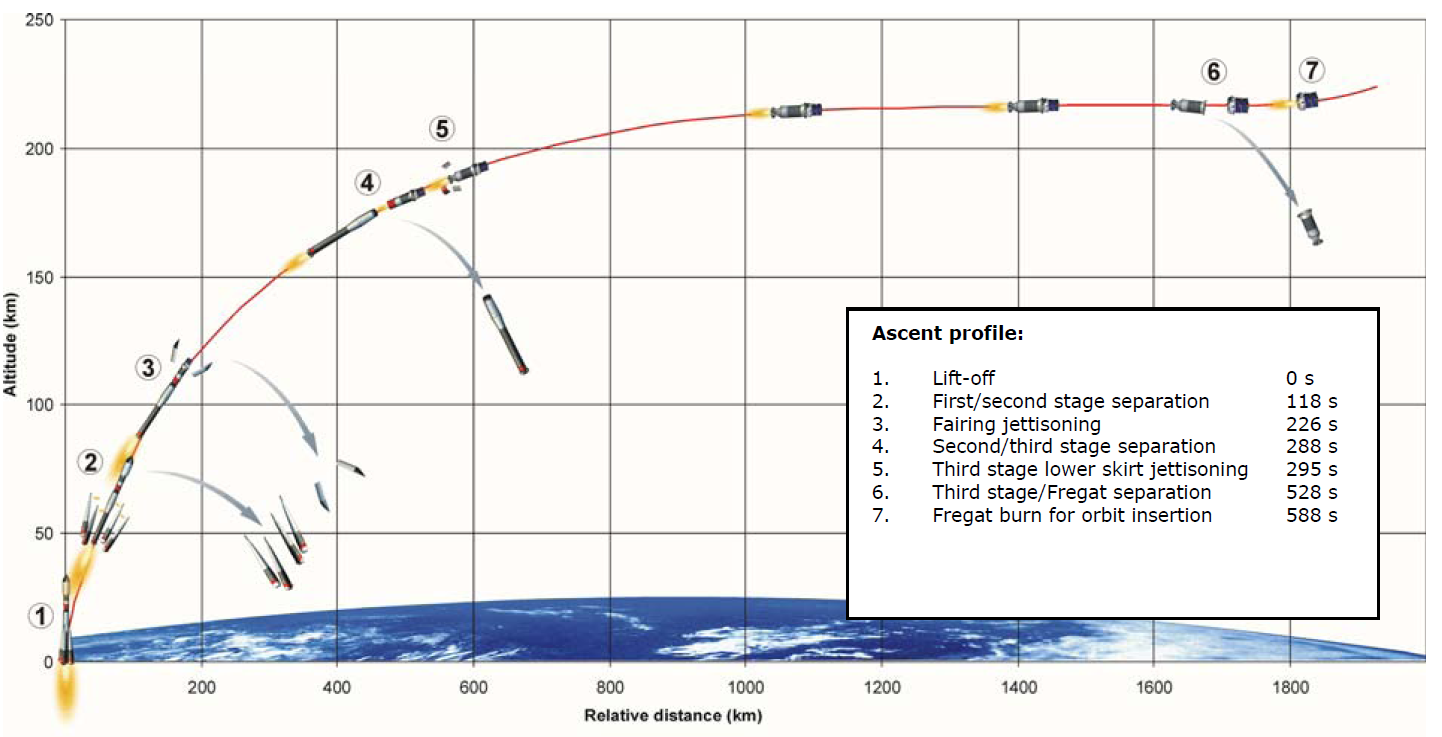 250
200
150
100
50
0
Altitude (km)
1
2
3
4
5
6
7
200
400
600
800
1000
1200
1400
1600
1800
Relative distance (km)
Ascent profile:
1. Lift-off 0 s
2. First/second stage separation 118 s
3. Fairing jettisoning 226 s
4. Second/third stage separation 288 s
5. Third stage lower skirt jettisoning 295 s
6. Third stage/Fregat separation 528 s
7. Fregat burn for orbit insertion 588 s